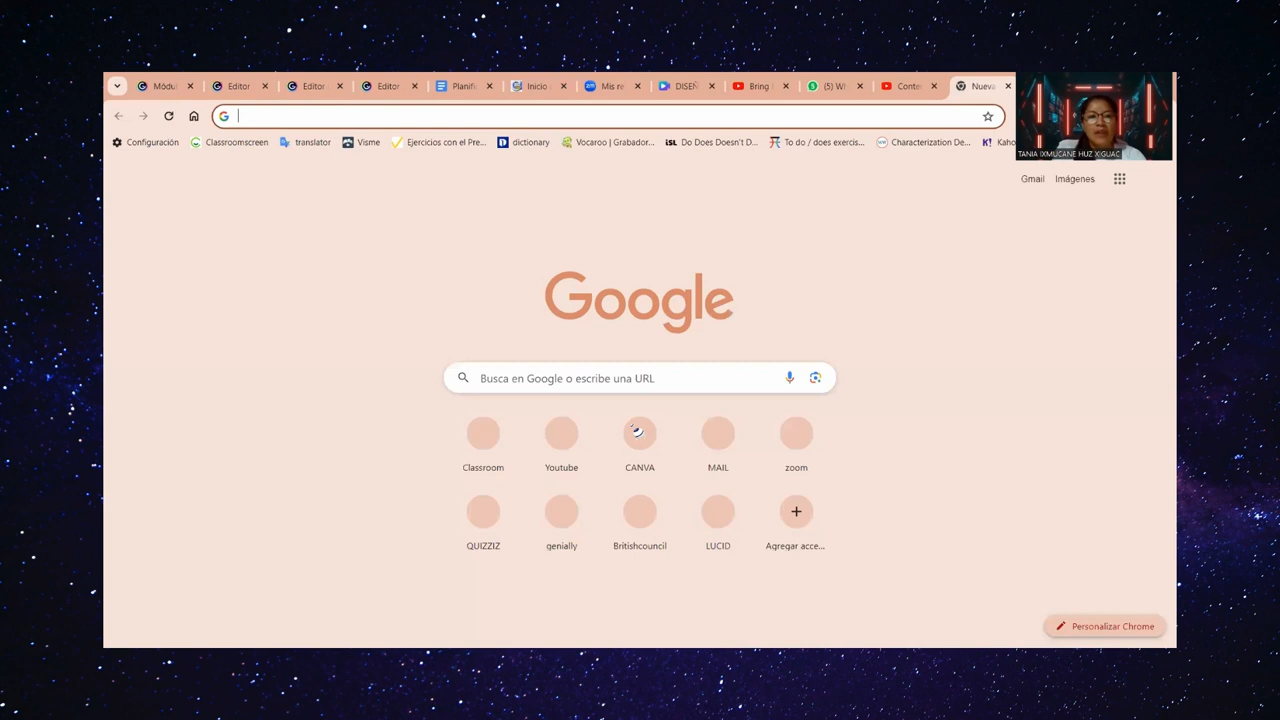 Módul Editor Editor Editor Planifi Inicio Mis re DISEÑ Bring (5) W Conte Nueva
Configuración Classroomscreen translator Visme Ejercicios con el Pre... dictionary Vocaroo | Grabador... iSL Do Does Doesn't D... To do / does exercis... Characterization De... K! Kaho
TANIA IXMUCANE HUZ XIGUAC
Gmail Imágenes
Google
Busca en Google o escribe una URL
Classroom Youtube CANVA MAIL zoom
QUIZZIZ genially Britishcouncil LUCID Agregar acce...
Personalizar Chrome